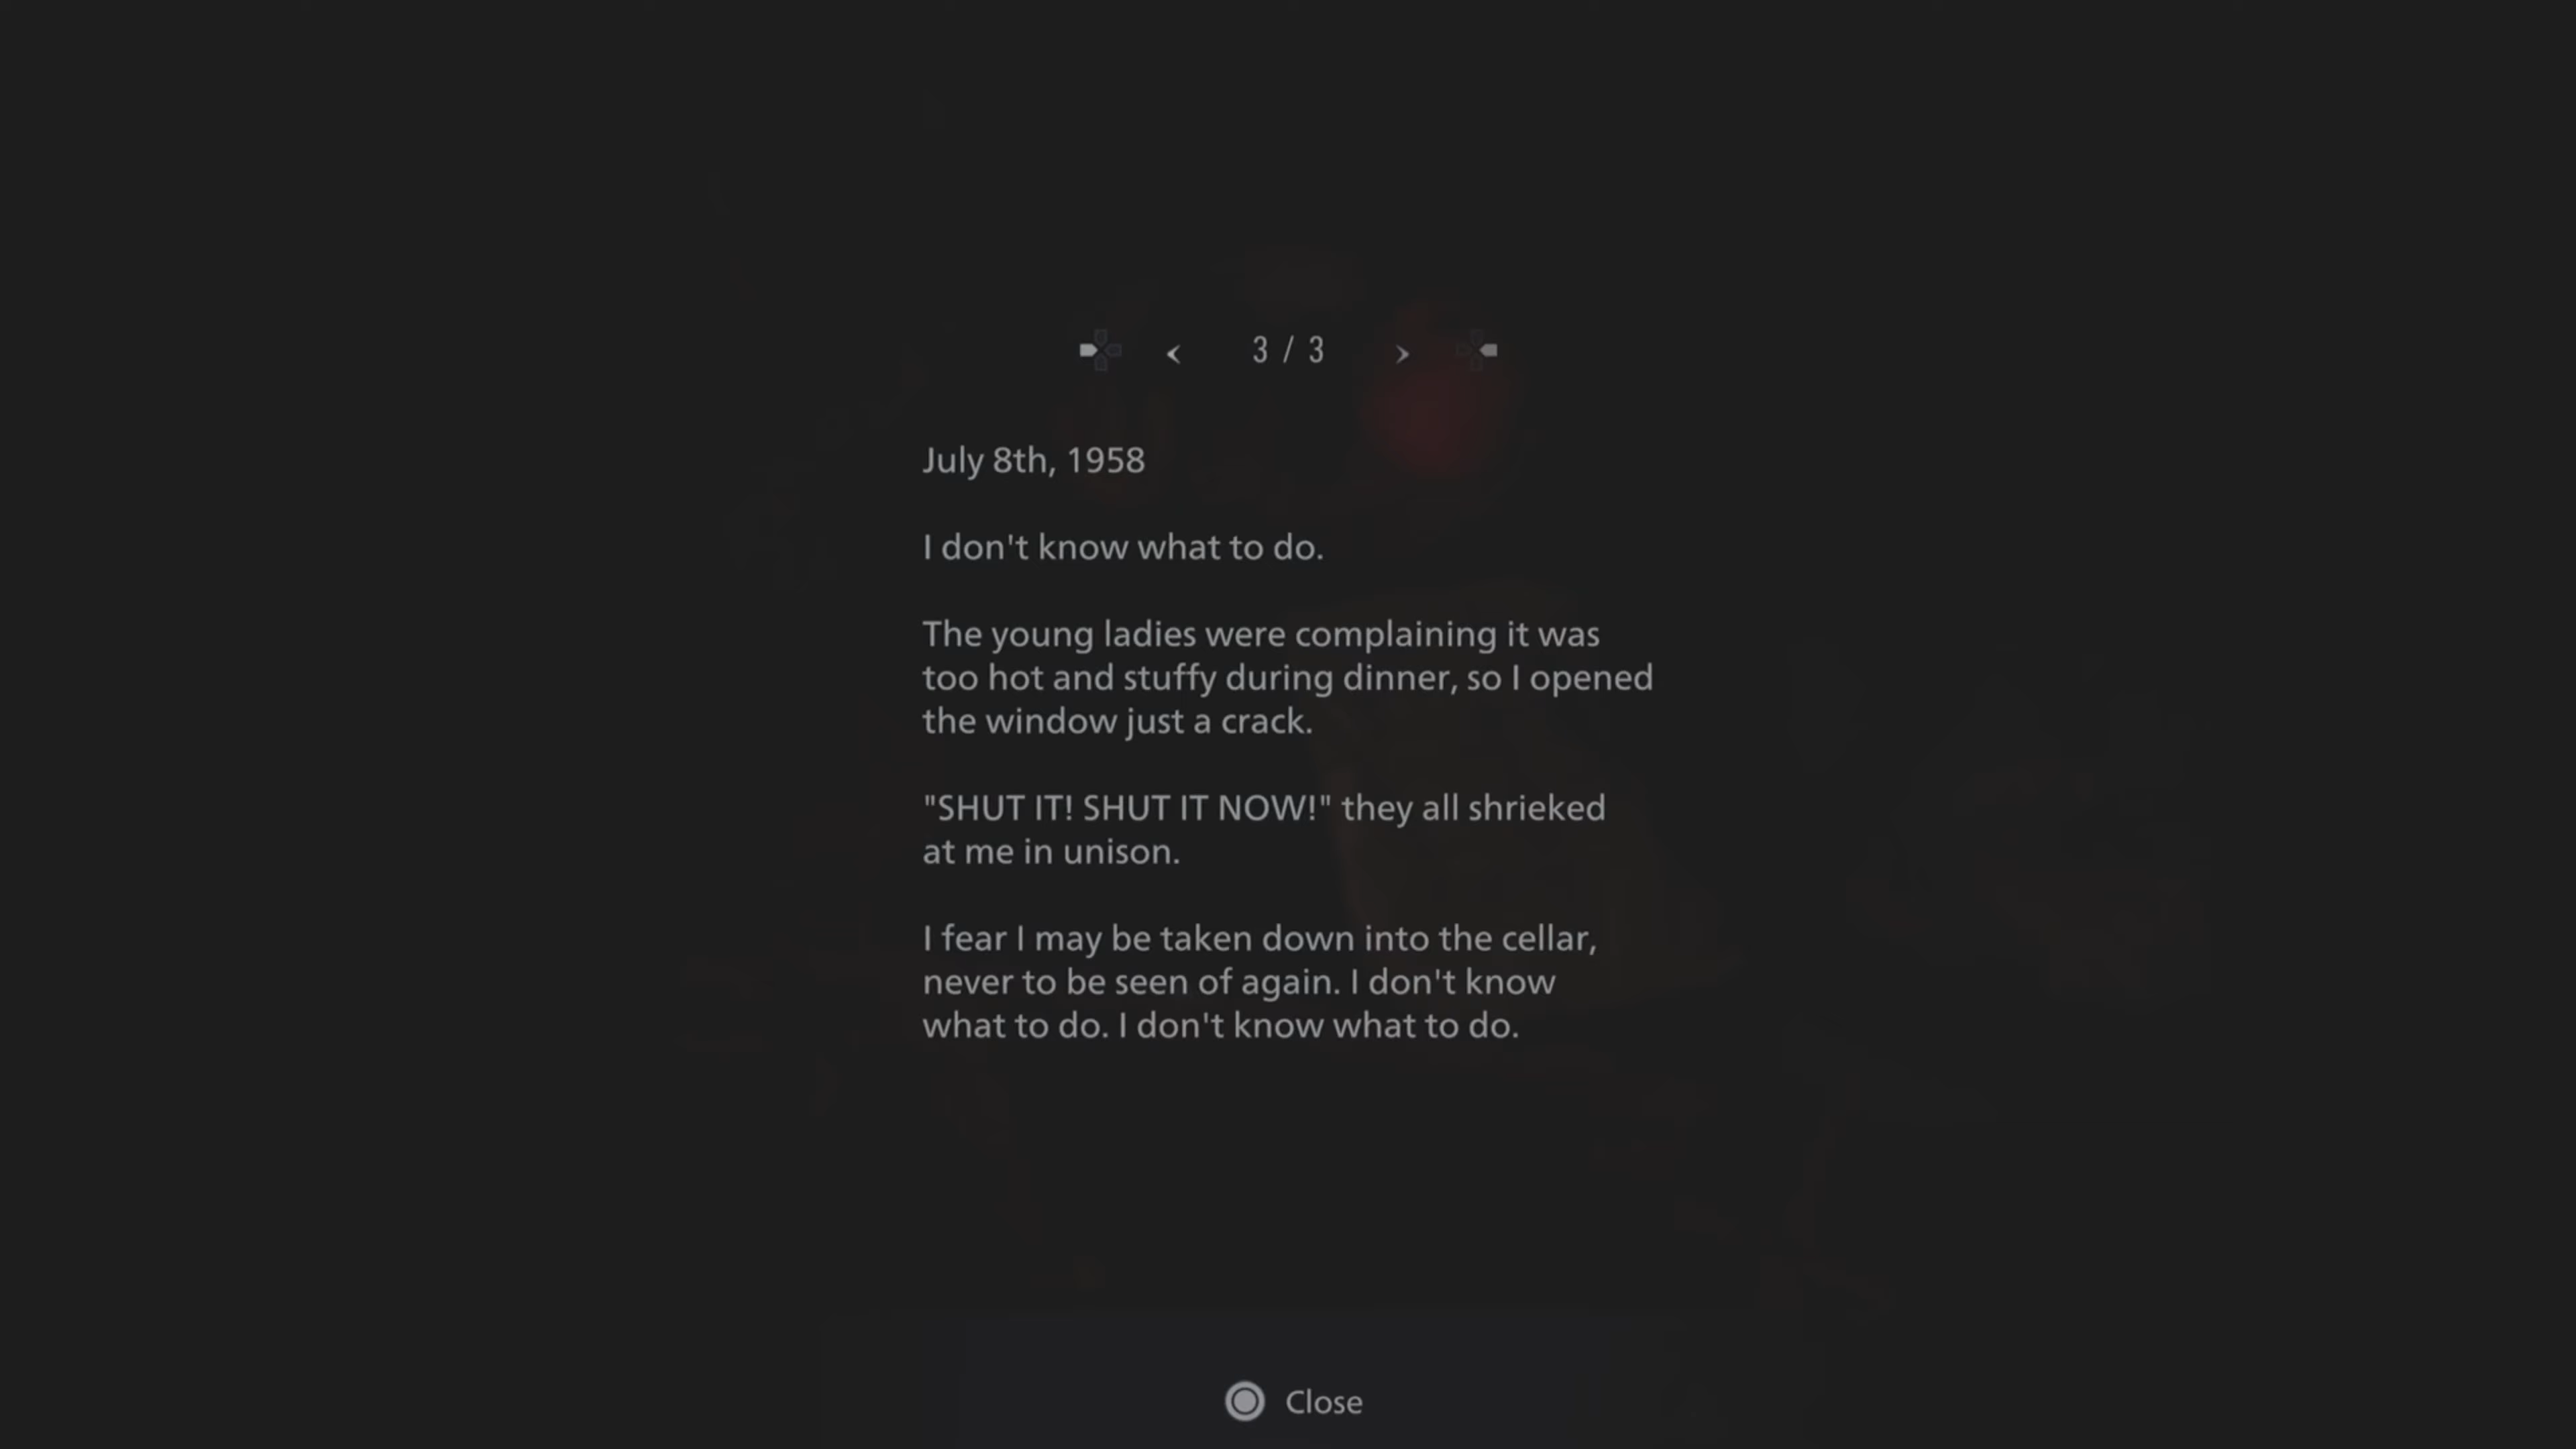 < 3 / 3 >
July 8th, 1958
I don't know what to do.
The young ladies were complaining it was
too hot and stuffy during dinner, so I opened
the window just a crack.
"SHUT IT! SHUT IT NOW!" they all shrieked
at me in unison.
I fear I may be taken down into the cellar,
never to be seen of again. I don't know
what to do. I don't know what to do.
Close